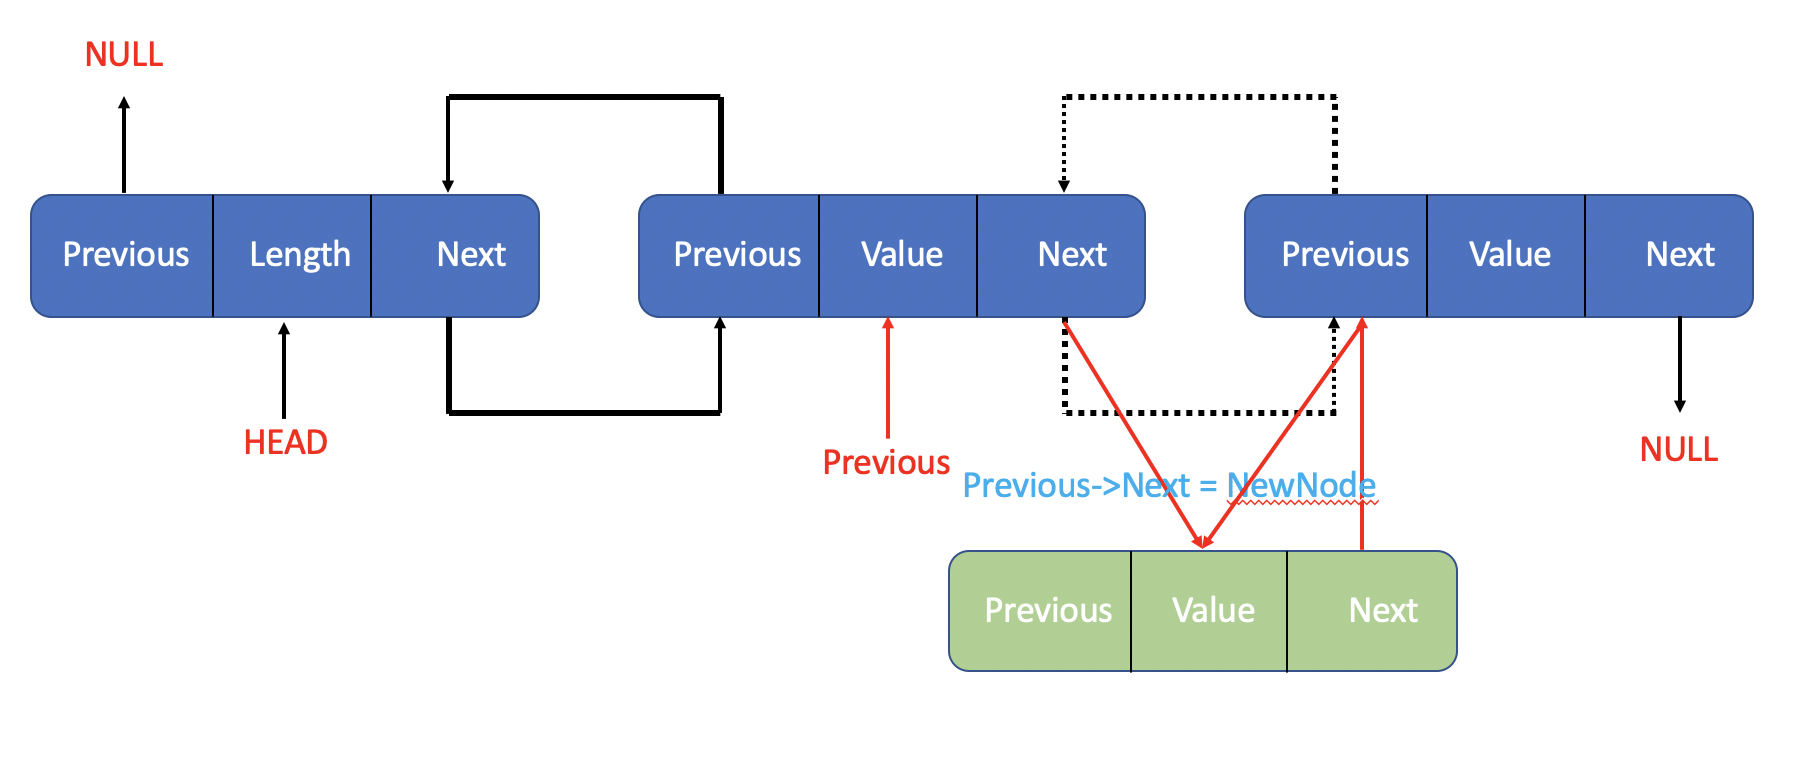 NULL
Previous Length Next
Previous Value Next
Previous Value Next
HEAD
Previous
NULL
Previous->Next = NewNode
Previous Value Next